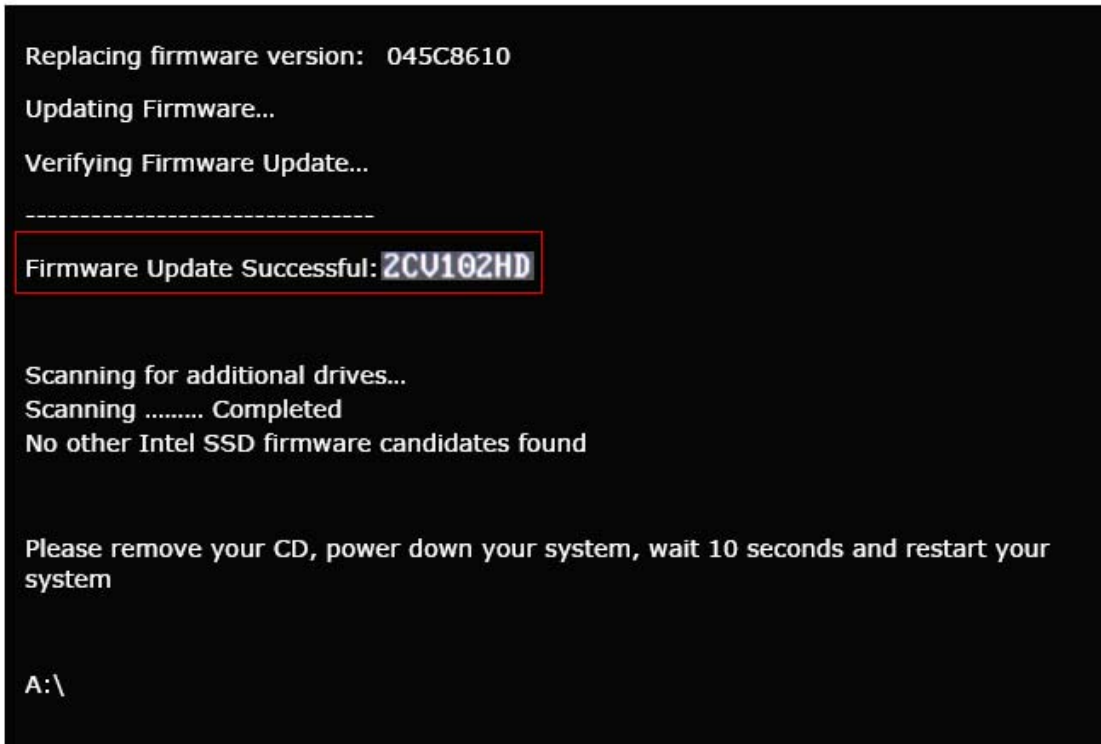 Replacing firmware version: 045C8610
Updating Firmware...
Verifying Firmware Update...
--------------------------------
Firmware Update Successful: 2CV102HD
Scanning for additional drives...
Scanning ......... Completed
No other Intel SSD firmware candidates found
Please remove your CD, power down your system, wait 10 seconds and restart your
system
A:\